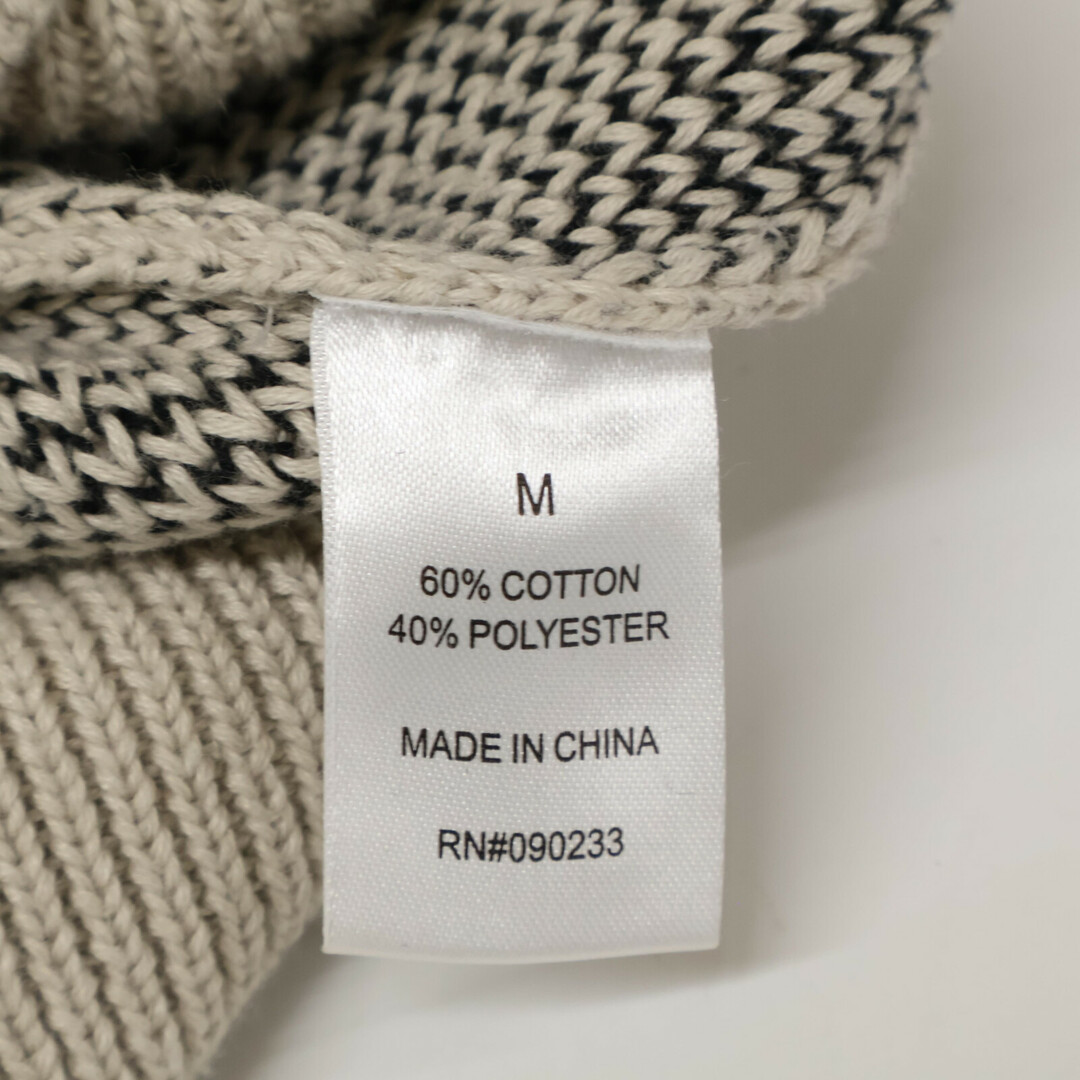 M
60% COTTON
40% POLYESTER
MADE IN CHINA
RN#090233